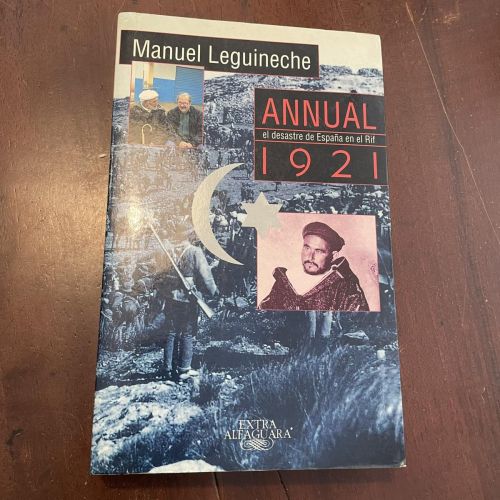 Manuel Leguineche
ANNUAL
el desastre de España en el Rif
1921
EXTRA
ALFAGUARA